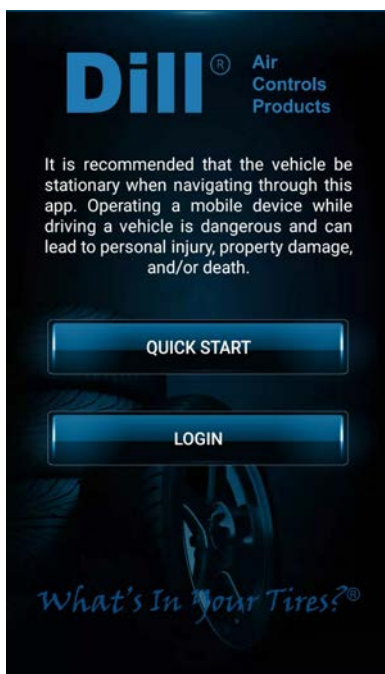 Dill® Air
Controls
Products
It is recommended that the vehicle be
stationary when navigating through this
app. Operating a mobile device while
driving a vehicle is dangerous and can
lead to personal injury, property damage,
and/or death.
QUICK START
LOGIN
What's In Your Tires?®